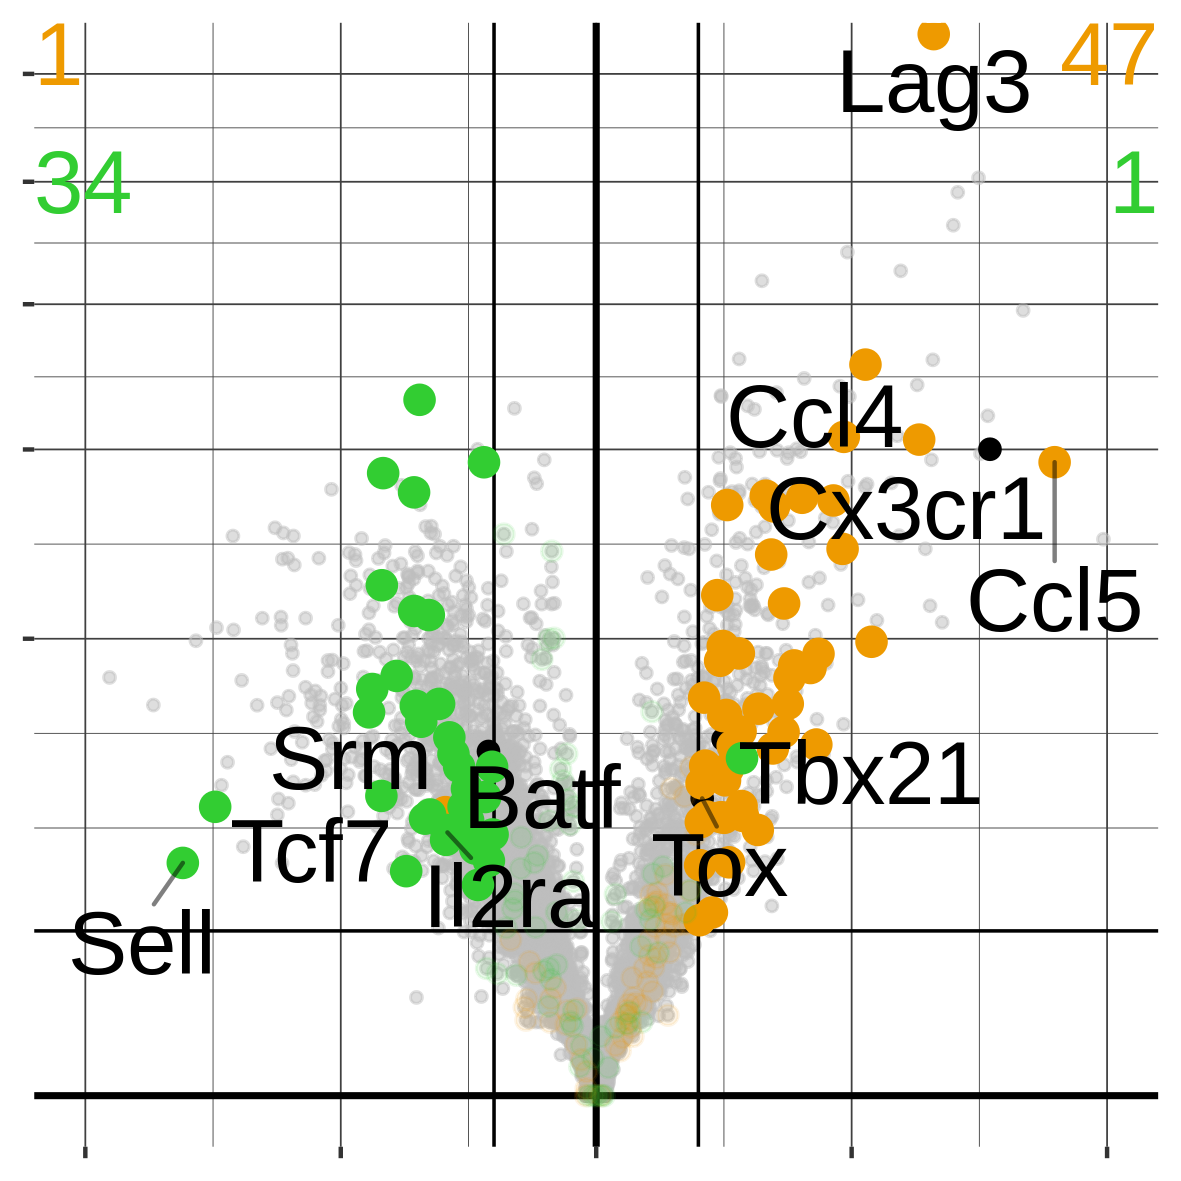 1
47
Lag3
34
1
Ccl4
Cx3cr1
Ccl5
Srm
Batf
Tbx21
Tcf7
Tox
Il2ra
Sell